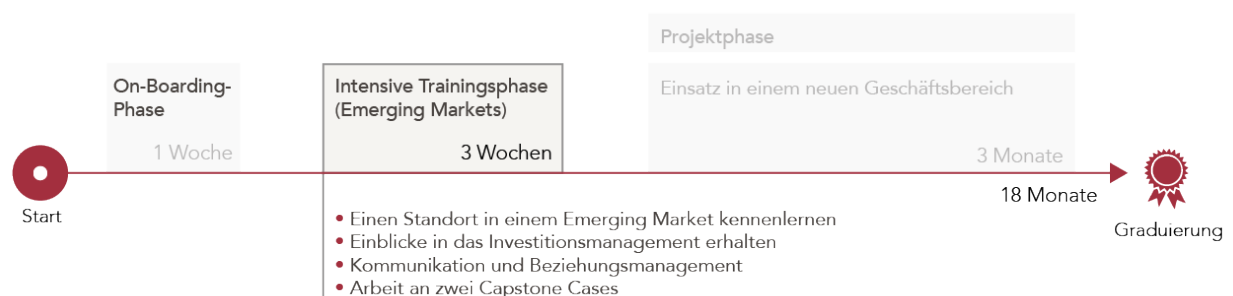 Projektphase
On-Boarding-
Phase
1 Woche
Intensive Trainingsphase
(Emerging Markets)
3 Wochen
Einsatz in einem neuen Geschäftsbereich
3 Monate
18 Monate
Start
Graduierung
• Einen Standort in einem Emerging Market kennenlernen
• Einblicke in das Investitionsmanagement erhalten
• Kommunikation und Beziehungsmanagement
• Arbeit an zwei Capstone Cases